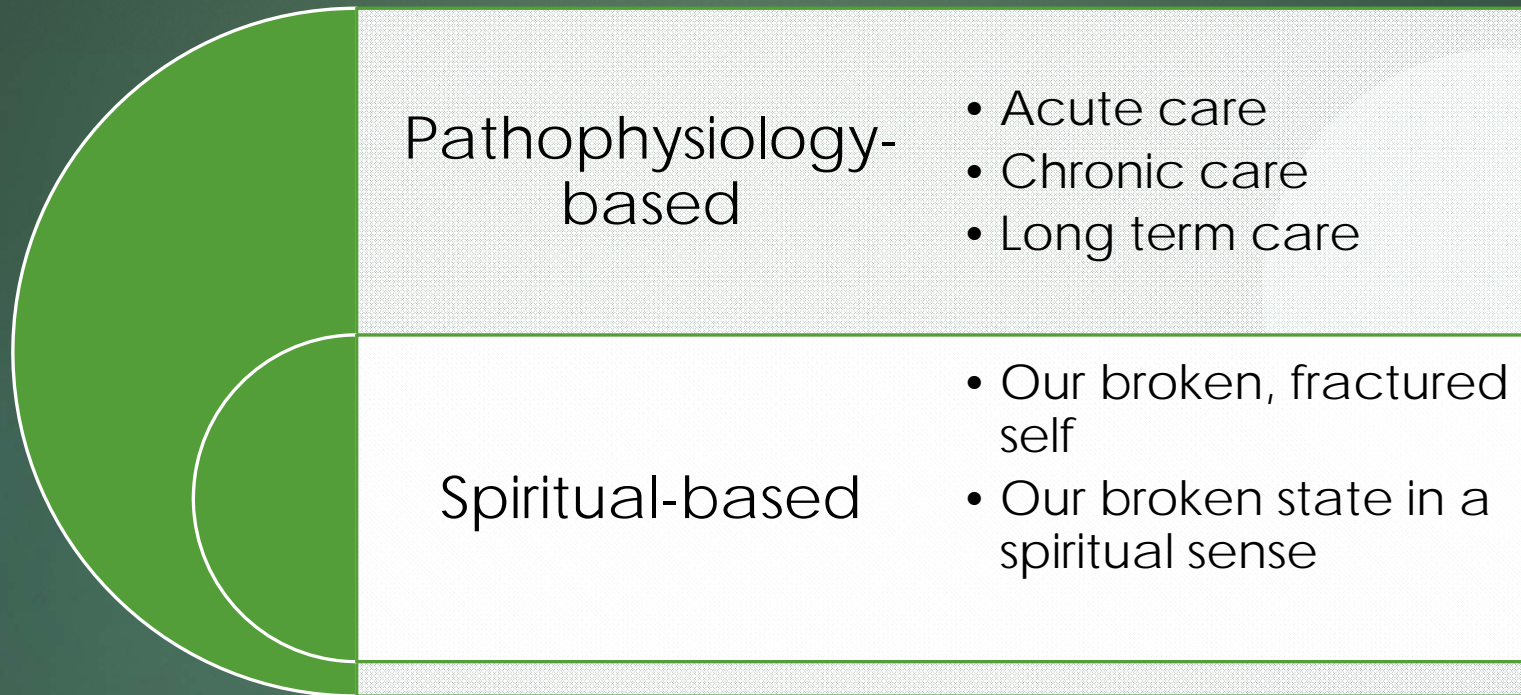 Pathophysiology-
based
• Acute care
• Chronic care
• Long term care
Spiritual-based
• Our broken, fractured
self
• Our broken state in a
spiritual sense